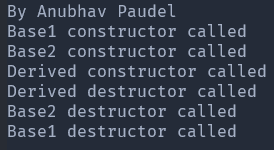 By Anubhav Paudel
Base1 constructor called
Base2 constructor called
Derived constructor called
Derived destructor called
Base2 destructor called
Base1 destructor called